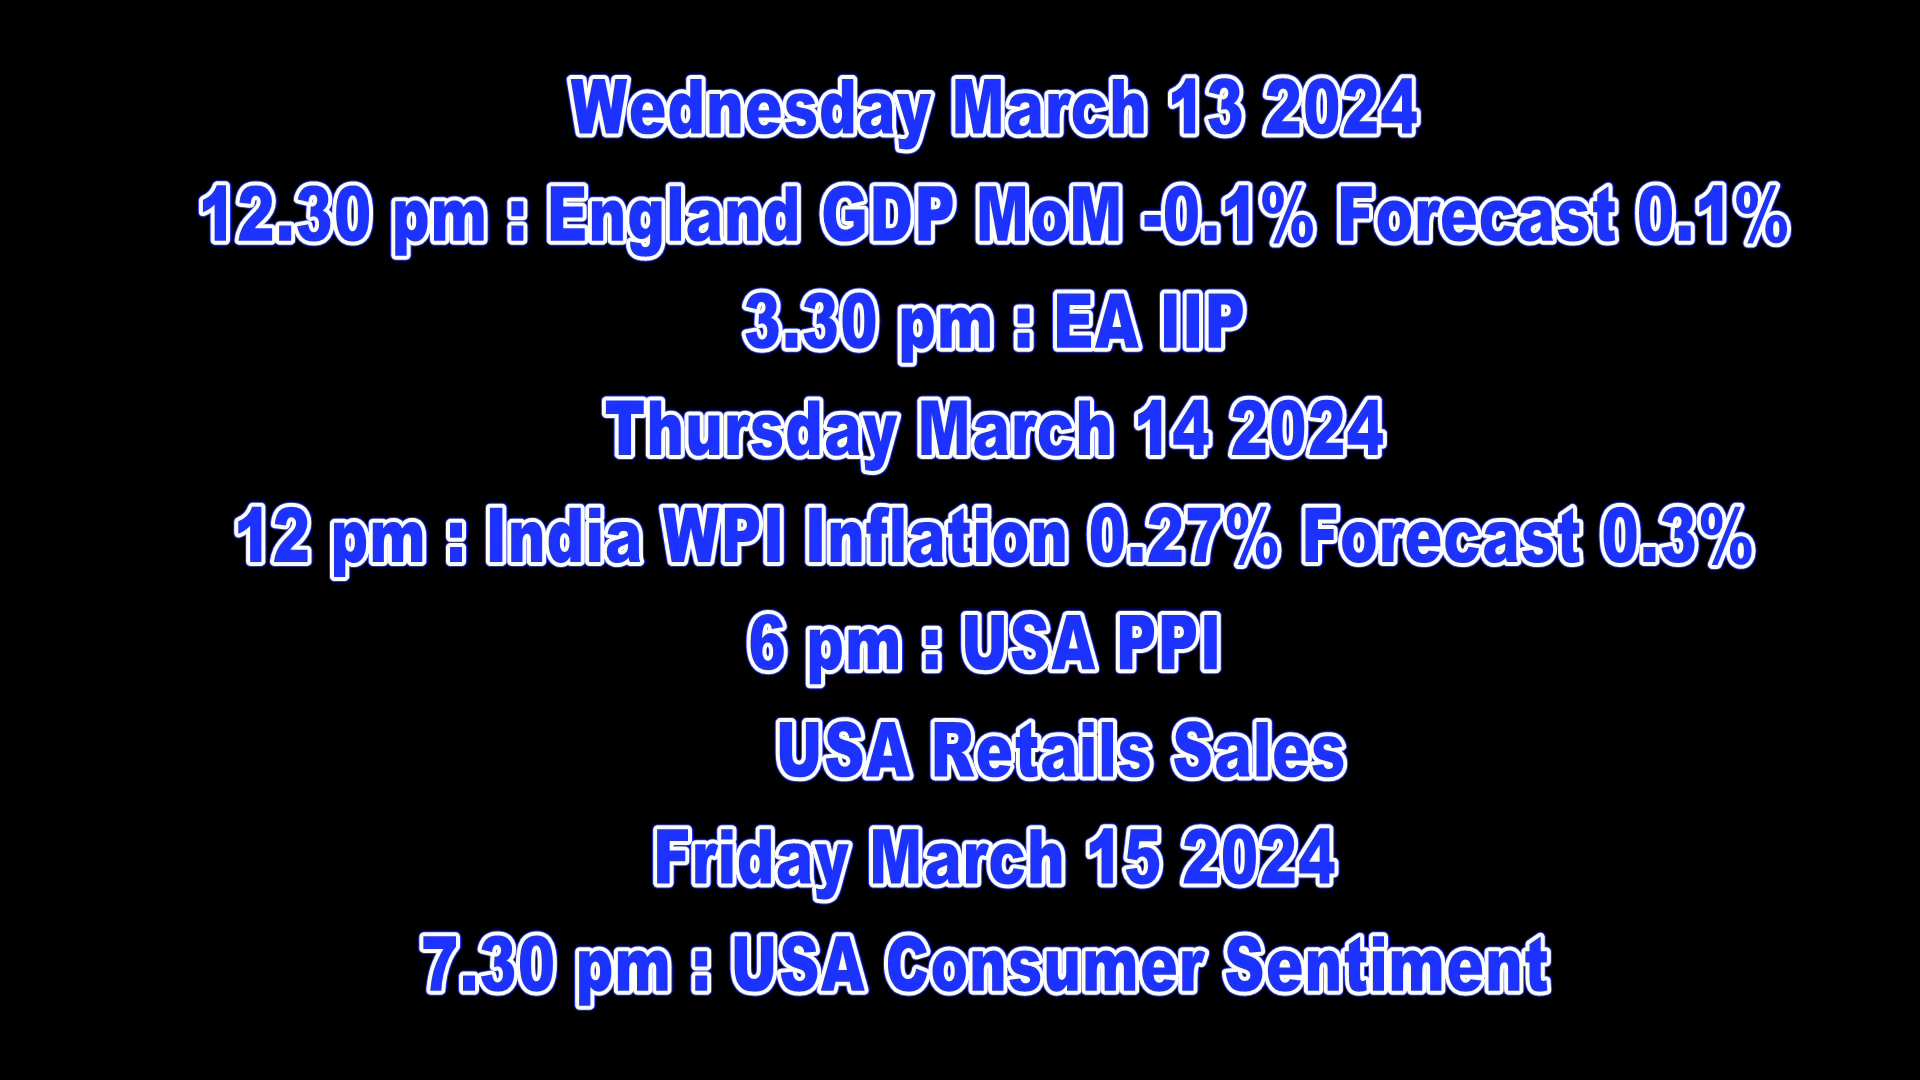 Wednesday March 13 2024
12.30 pm : England GDP MoM -0.1% Forecast 0.1%
3.30 pm : EA IIP
Thursday March 14 2024
12 pm : India WPI Inflation 0.27% Forecast 0.3%
6 pm : USA PPI
USA Retails Sales
Friday March 15 2024
7.30 pm : USA Consumer Sentiment